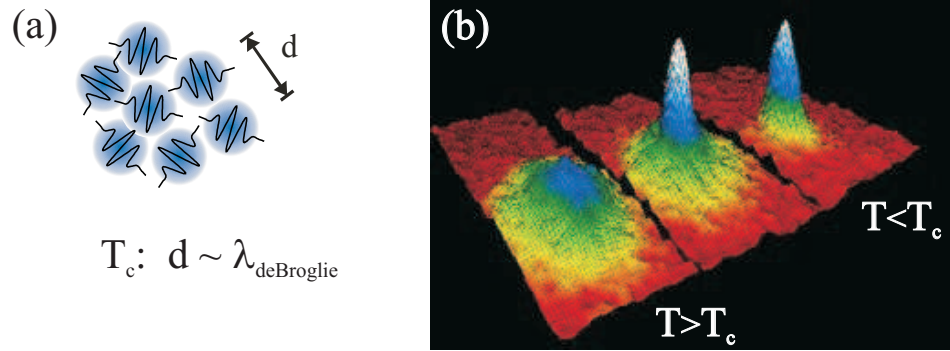 (a)
d
T_c: d ~ λ_deBroglie
(b)
T<T_c
T>T_c